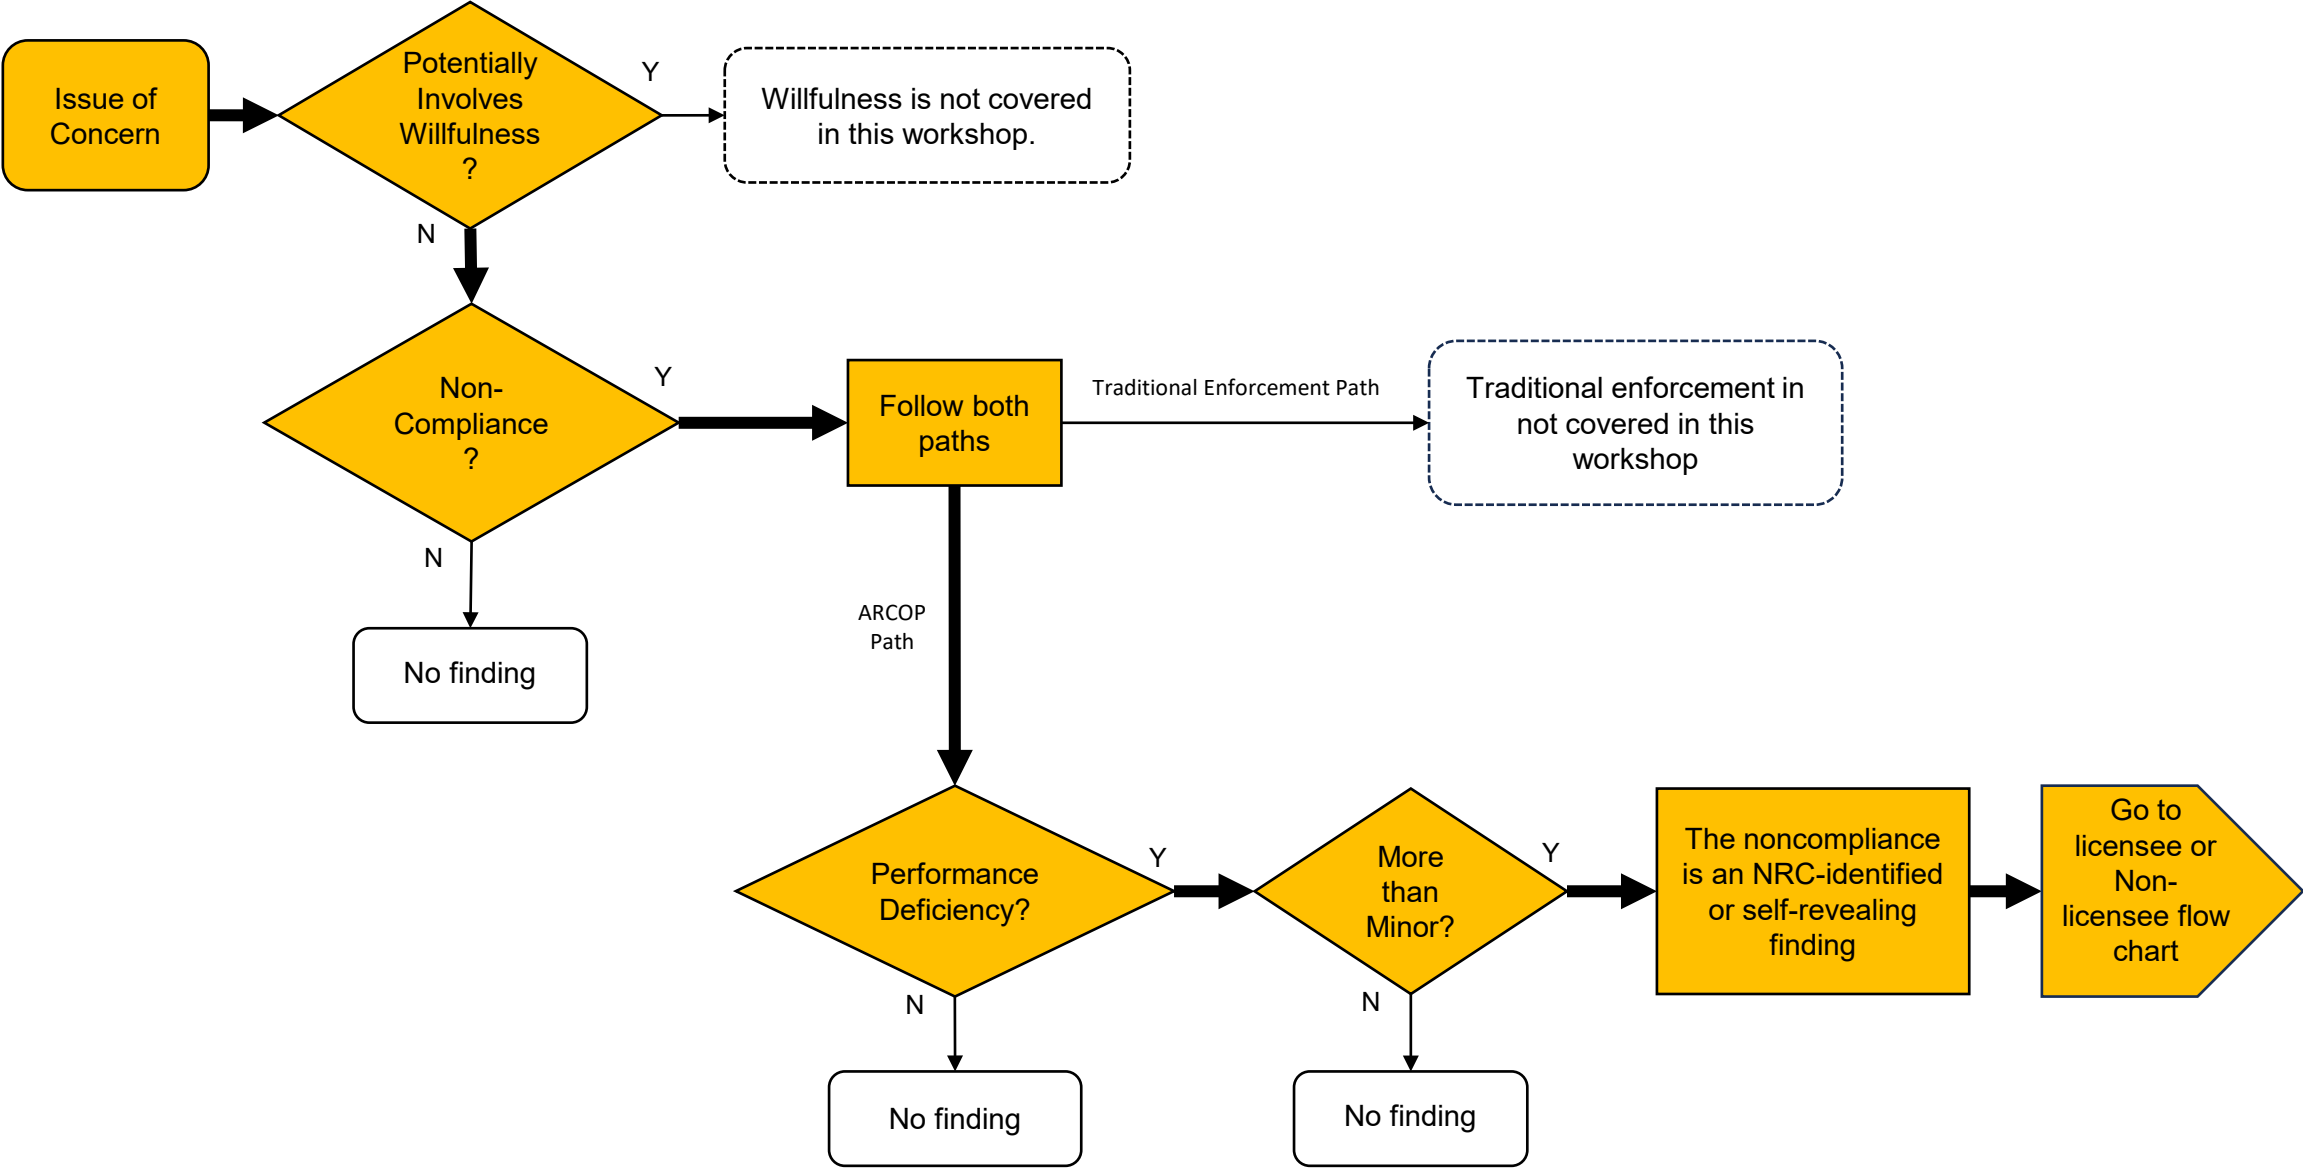 Issue of
Concern
Potentially
Involves
Willfulness
?
Y
Willfulness is not covered
in this workshop.
N
Non-
Compliance
?
Y
Follow both
paths
Traditional Enforcement Path
Traditional enforcement in
not covered in this
workshop
N
No finding
ARCOP
Path
Performance
Deficiency?
Y
More
than
Minor?
Y
The noncompliance
is an NRC-identified
or self-revealing
finding
Go to
licensee or
Non-
licensee flow
chart
N
No finding
N
No finding